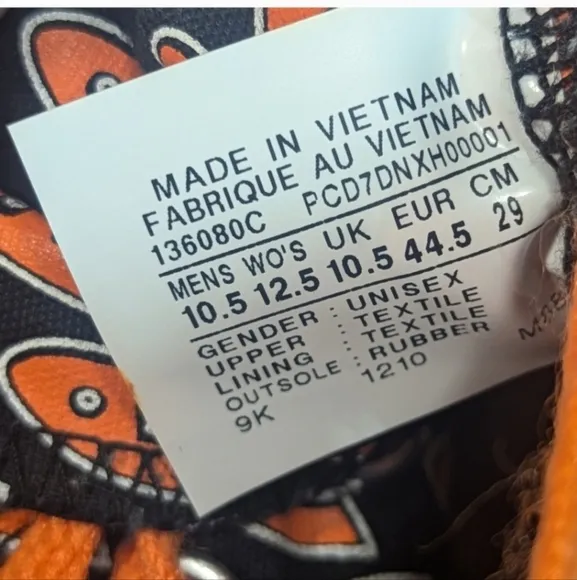 MADE IN VIETNAM
FABRIQUE AU VIETNAM
136080C PCD7DNXH00001
MENS WO'S UK EUR CM
10.5 12.5 10.5 44.5 29
GENDER : UNISEX
UPPER : TEXTILE
LINING : TEXTILE
OUTSOLE : RUBBER
9K 1210